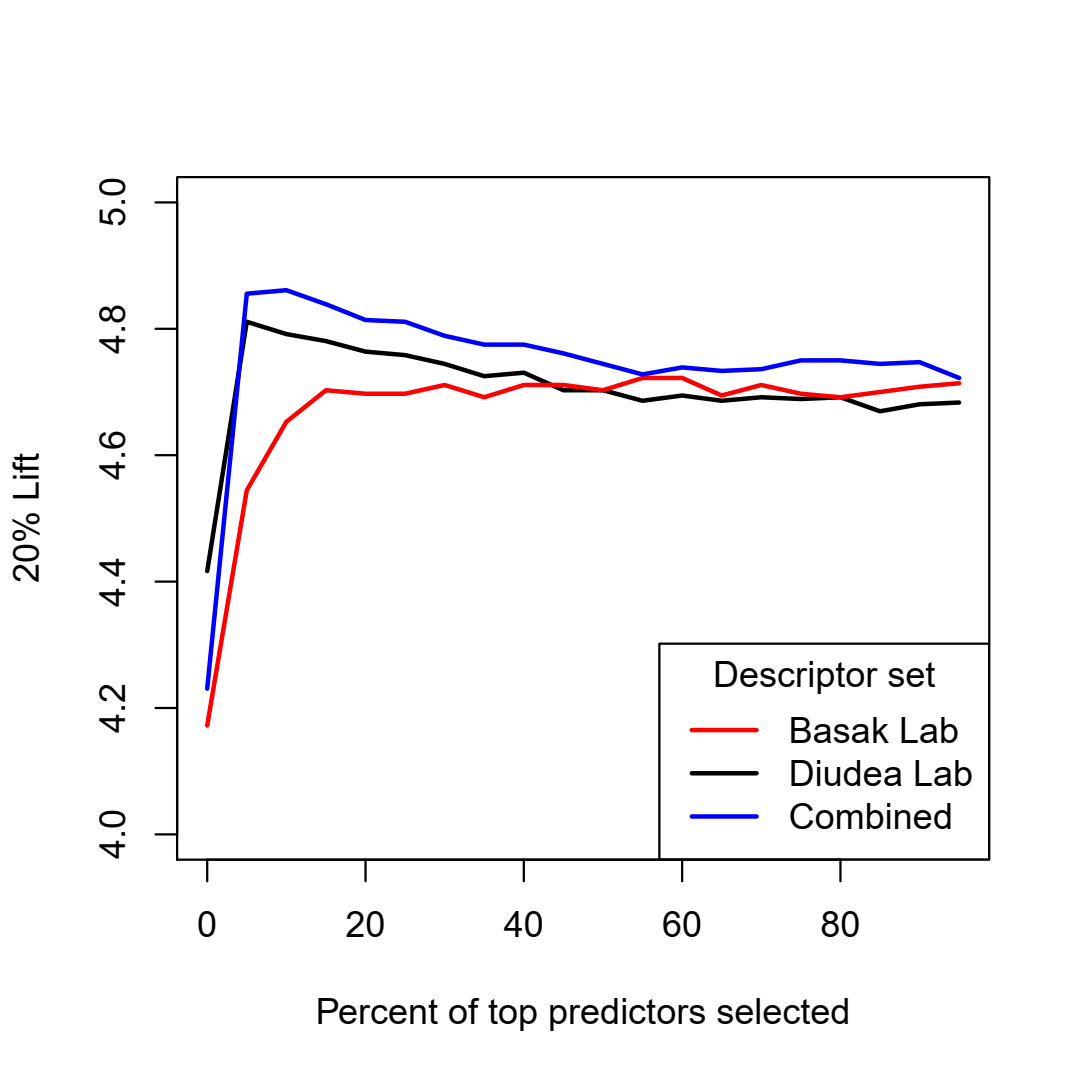 5.0
4.8
4.6
4.4
4.2
4.0
20% Lift
Descriptor set
Basak Lab
Diudea Lab
Combined
0 20 40 60 80
Percent of top predictors selected